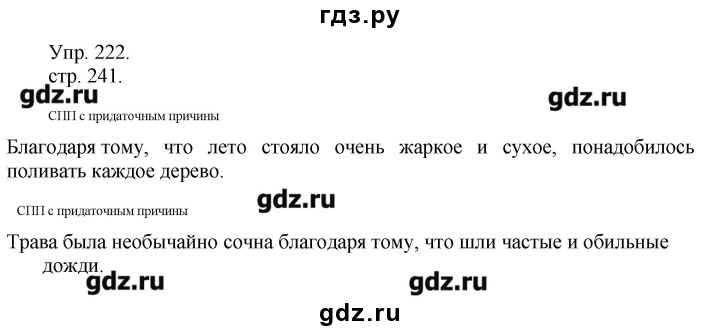 гдз.ру
Упр. 222.
стр. 241.
gdz.ru
gdz.ru
СПП с придаточным причины
Благодаря тому, что лето стояло очень жаркое и сухое, понадобилось
поливать каждое дерево.
gdz.ru
СПП с придаточным причины
Трава была необычайно сочна благодаря тому, что шли частые и обильные
дожди.
gdz.ru
gdz.ru
gdz.ru